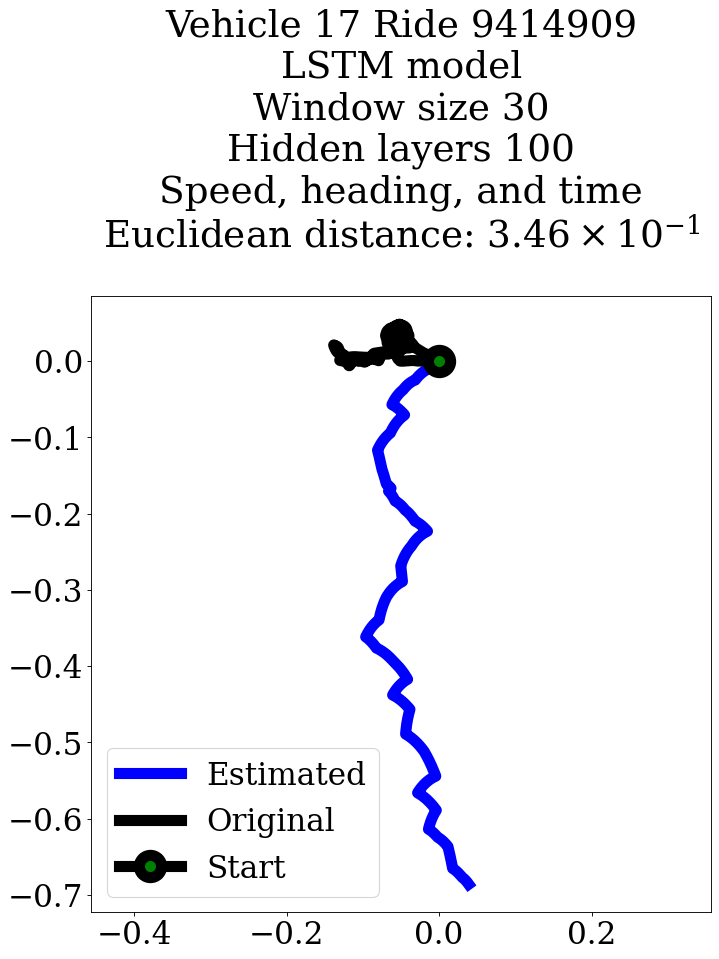 Vehicle 17 Ride 9414909
LSTM model
Window size 30
Hidden layers 100
Speed, heading, and time
Euclidean distance: 3.46 × 10⁻¹
0.0
−0.1
−0.2
−0.3
−0.4
−0.5
−0.6
−0.7
Estimated
Original
Start
−0.4 −0.2 0.0 0.2